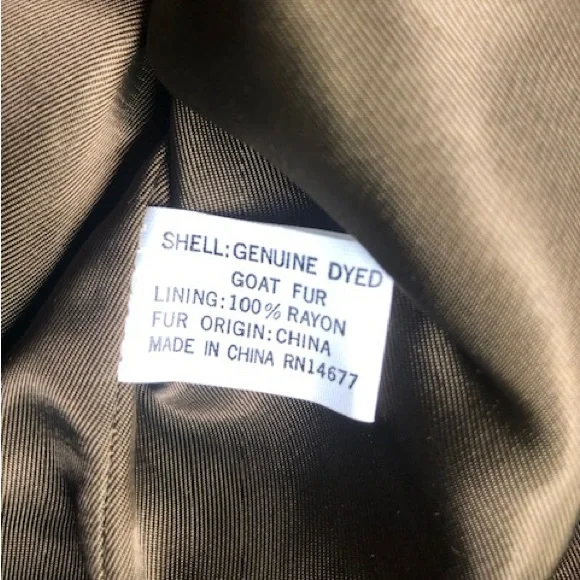 SHELL:GENUINE DYED
GOAT FUR
LINING:100% RAYON
FUR ORIGIN:CHINA
MADE IN CHINA RN14677